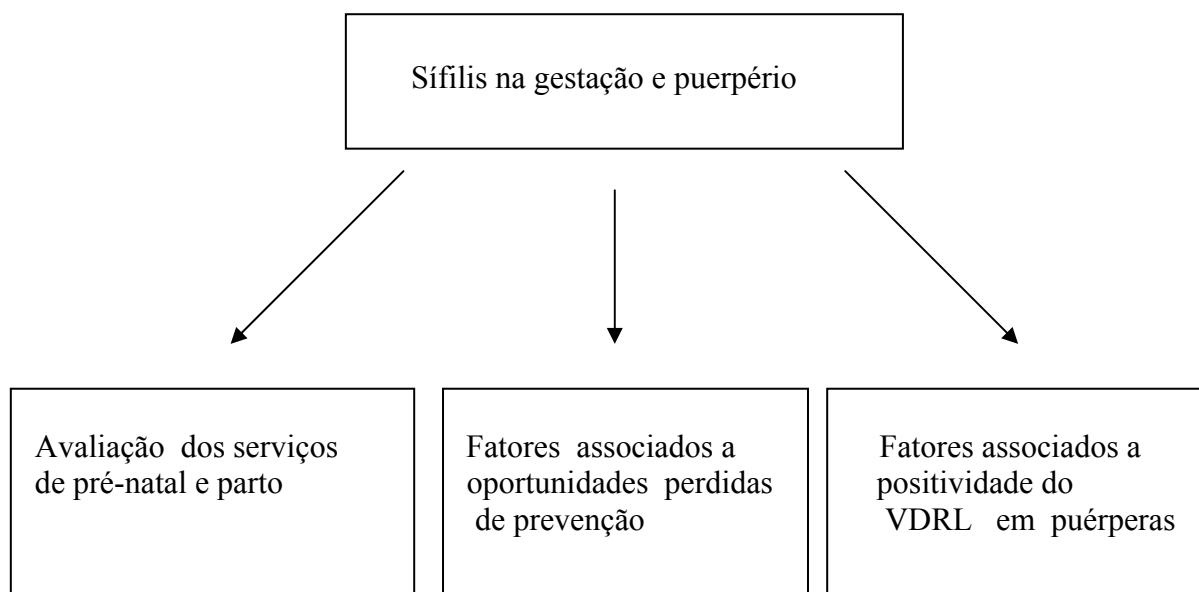 Sífilis na gestação e puerpério
Avaliação dos serviços
de pré-natal e parto
Fatores associados a
oportunidades perdidas
de prevenção
Fatores associados a
positividade do
VDRL em puérperas